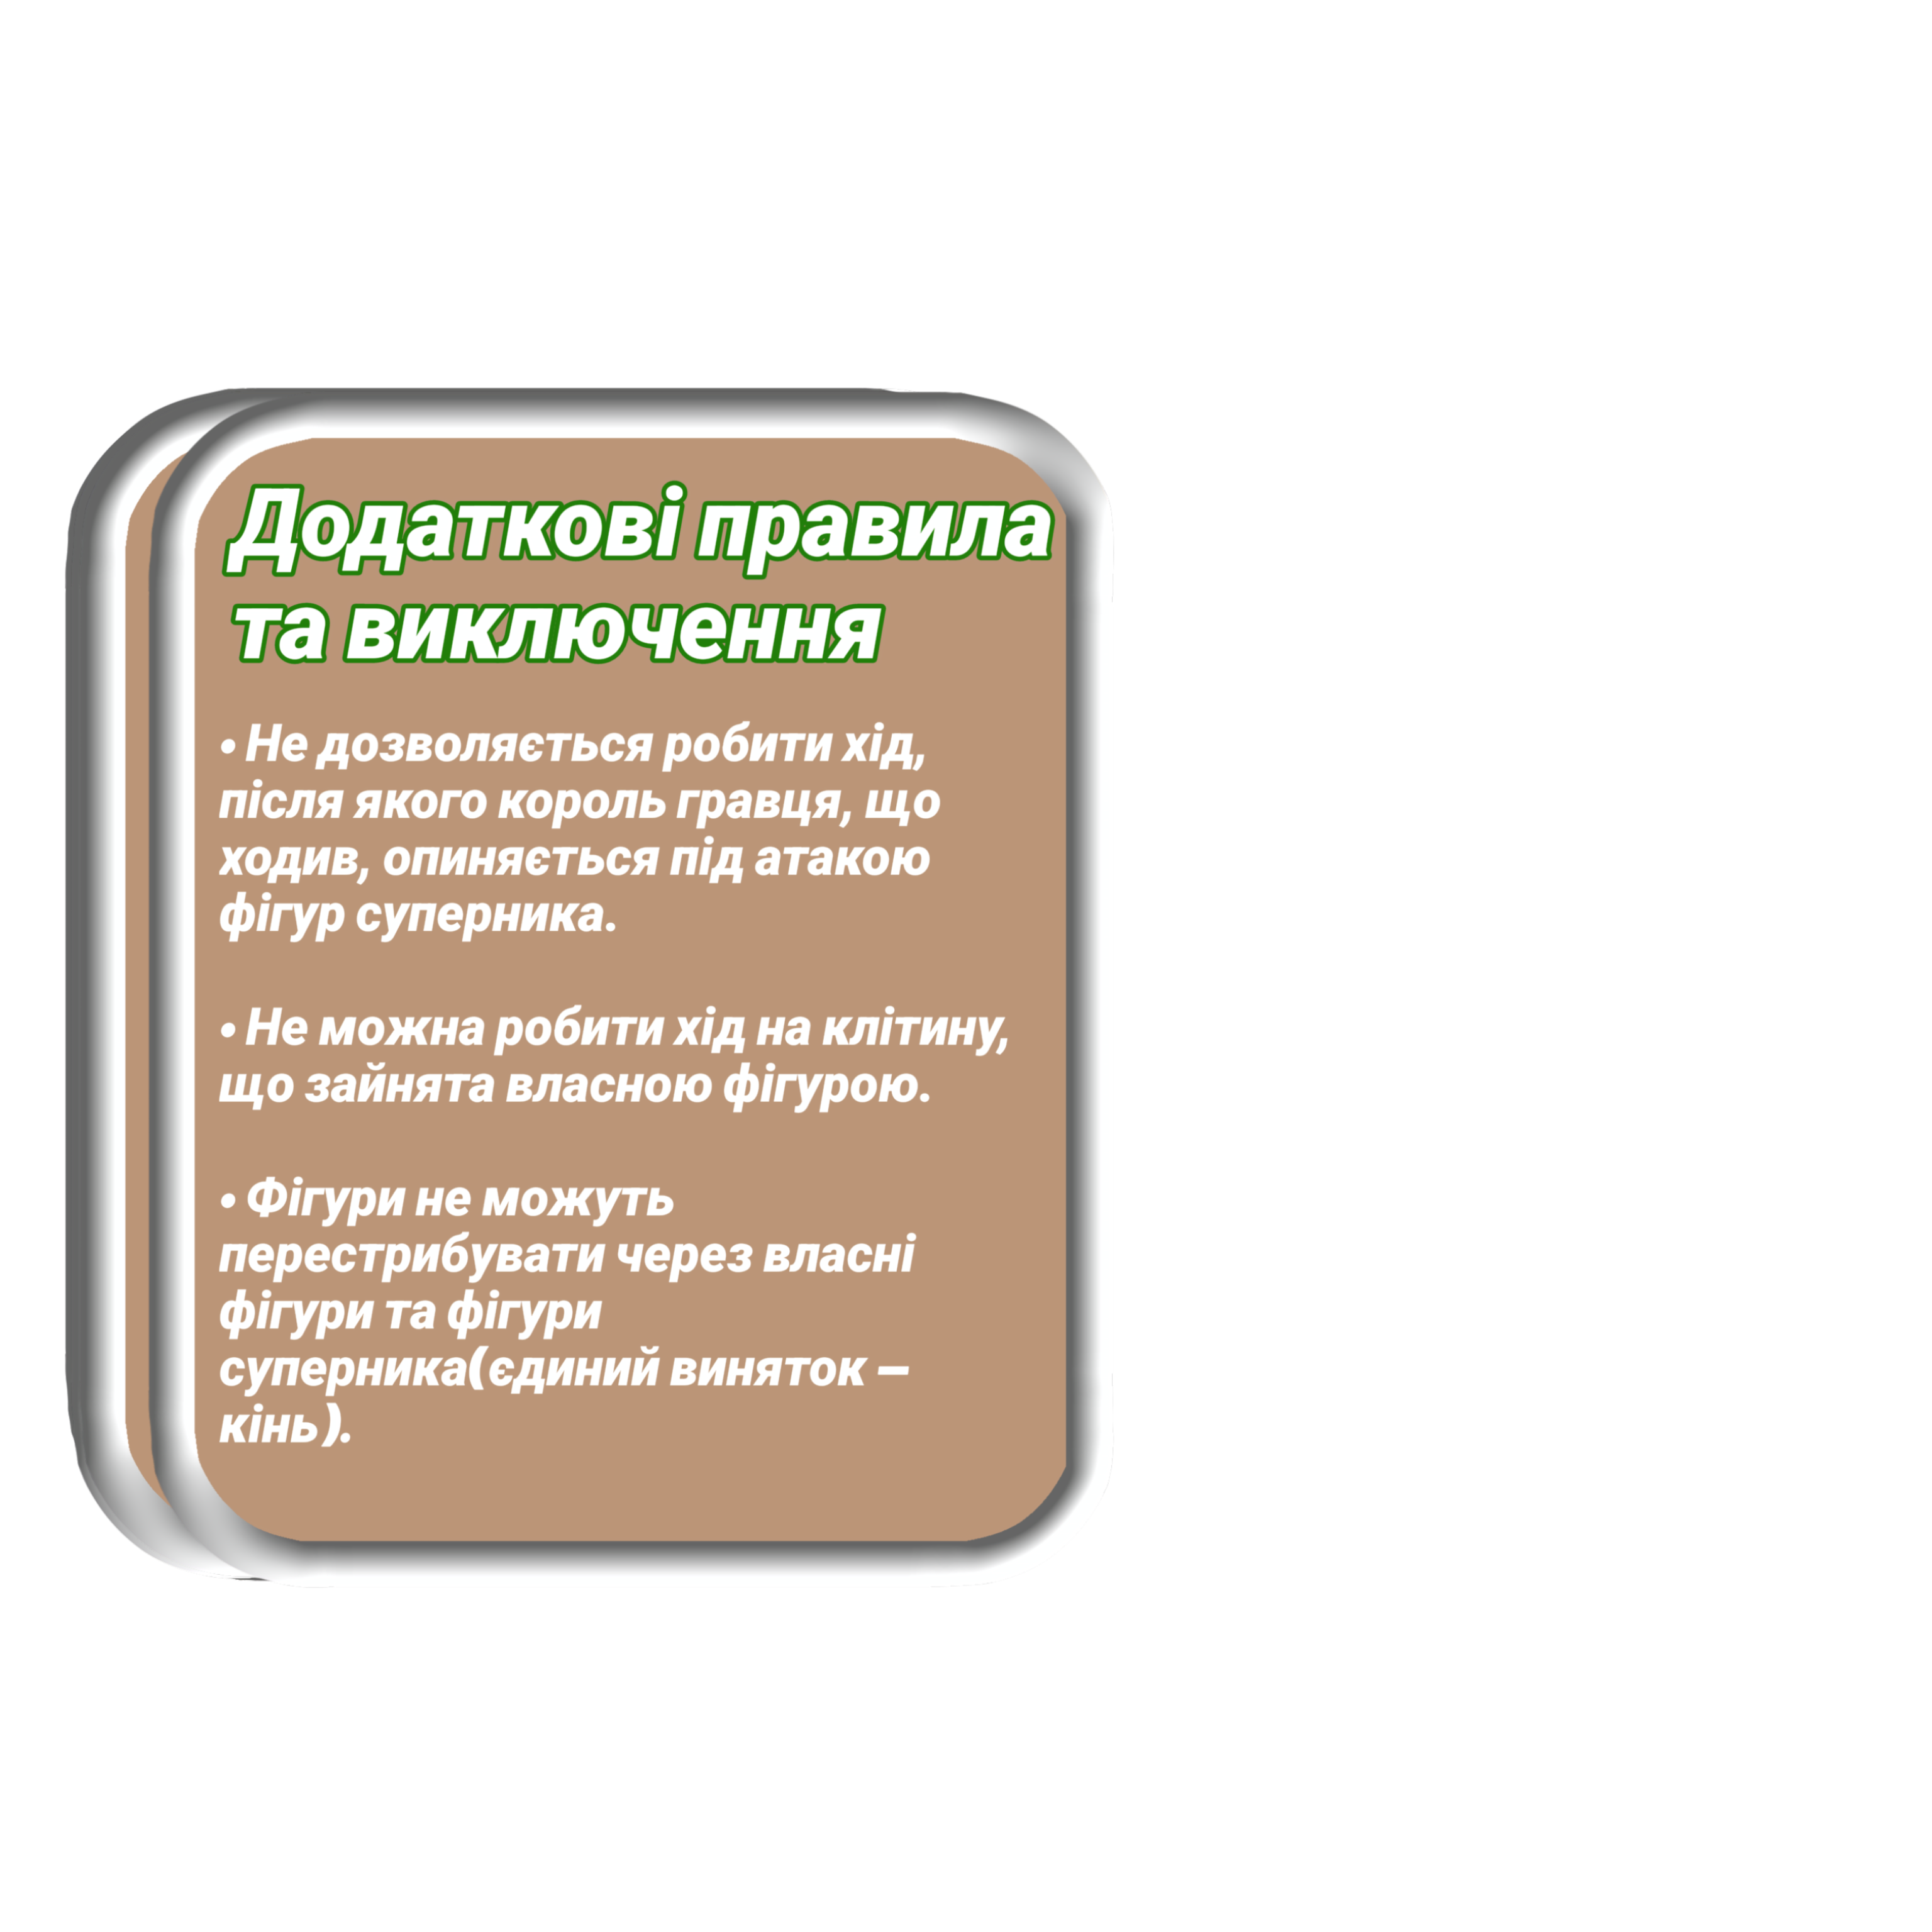 Додаткові правила
та виключення
• Не дозволяється робити хід,
після якого король гравця, що
ходив, опиняється під атакою
фігур суперника.
• Не можна робити хід на клітину,
що зайнята власною фігурою.
• Фігури не можуть
перестрибувати через власні
фігури та фігури
суперника(єдиний виняток —
кінь).